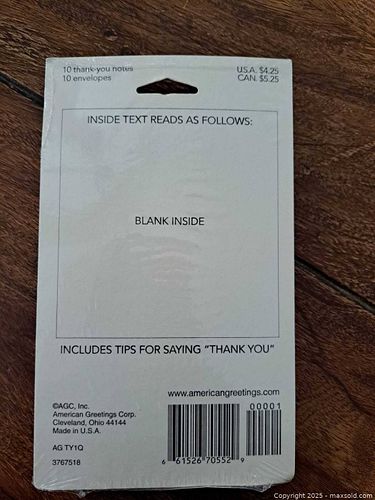 10 thank-you notes
10 envelopes
U.S.A. $4.25
CAN. $5.25
INSIDE TEXT READS AS FOLLOWS:
BLANK INSIDE
INCLUDES TIPS FOR SAYING "THANK YOU"
www.americangreetings.com
©AGC, Inc.
American Greetings Corp.
Cleveland, Ohio 44144
Made in U.S.A.
AG TY1Q
3767518
00001
6 61526 70552 9
Copyright © 2025 - maxsold.com